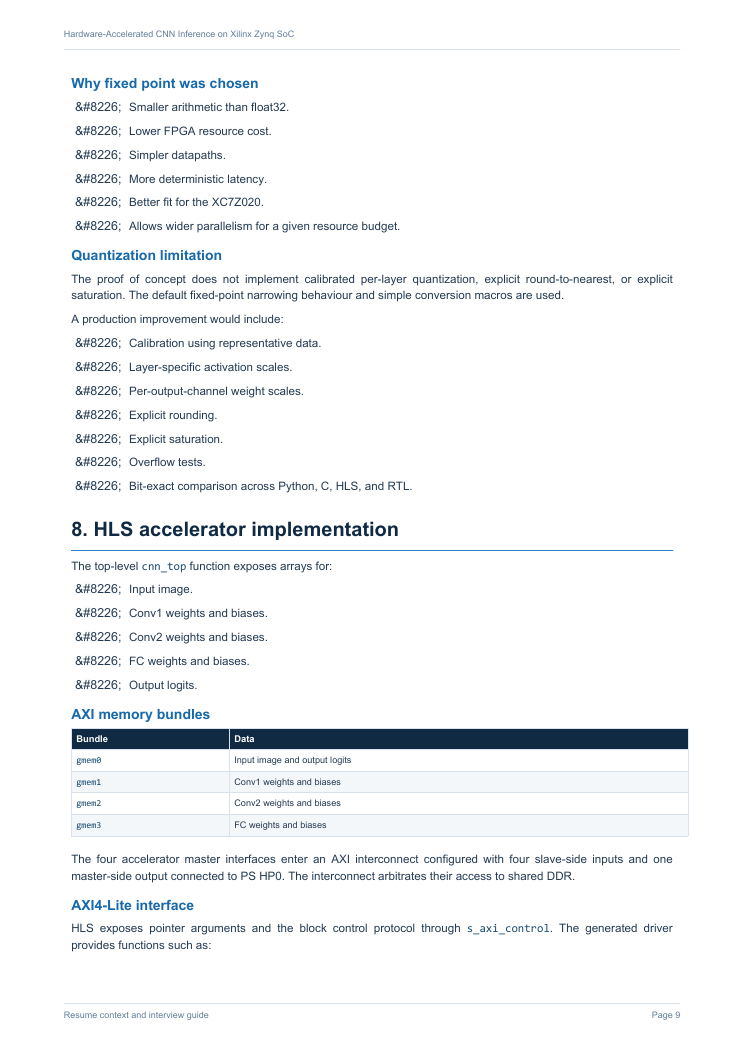 Hardware-Accelerated CNN Inference on Xilinx Zynq SoC
Why fixed point was chosen
&#8226; Smaller arithmetic than float32.
&#8226; Lower FPGA resource cost.
&#8226; Simpler datapaths.
&#8226; More deterministic latency.
&#8226; Better fit for the XC7Z020.
&#8226; Allows wider parallelism for a given resource budget.
Quantization limitation
The proof of concept does not implement calibrated per-layer quantization, explicit round-to-nearest, or explicit
saturation. The default fixed-point narrowing behaviour and simple conversion macros are used.
A production improvement would include:
&#8226; Calibration using representative data.
&#8226; Layer-specific activation scales.
&#8226; Per-output-channel weight scales.
&#8226; Explicit rounding.
&#8226; Explicit saturation.
&#8226; Overflow tests.
&#8226; Bit-exact comparison across Python, C, HLS, and RTL.
8. HLS accelerator implementation
The top-level cnn_top function exposes arrays for:
&#8226; Input image.
&#8226; Conv1 weights and biases.
&#8226; Conv2 weights and biases.
&#8226; FC weights and biases.
&#8226; Output logits.
AXI memory bundles
Bundle Data
gmem0 Input image and output logits
gmem1 Conv1 weights and biases
gmem2 Conv2 weights and biases
gmem3 FC weights and biases
The four accelerator master interfaces enter an AXI interconnect configured with four slave-side inputs and one
master-side output connected to PS HP0. The interconnect arbitrates their access to shared DDR.
AXI4-Lite interface
HLS exposes pointer arguments and the block control protocol through s_axi_control. The generated driver
provides functions such as:
Resume context and interview guide Page 9